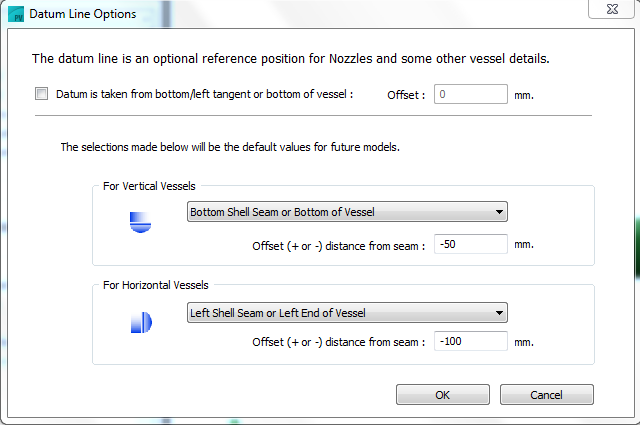 PV Datum Line Options
The datum line is an optional reference position for Nozzles and some other vessel details.
Datum is taken from bottom/left tangent or bottom of vessel : Offset : 0 mm.
The selections made below will be the default values for future models.
For Vertical Vessels
Bottom Shell Seam or Bottom of Vessel
Offset (+ or -) distance from seam : -50 mm.
For Horizontal Vessels
Left Shell Seam or Left End of Vessel
Offset (+ or -) distance from seam : -100 mm.
OK Cancel